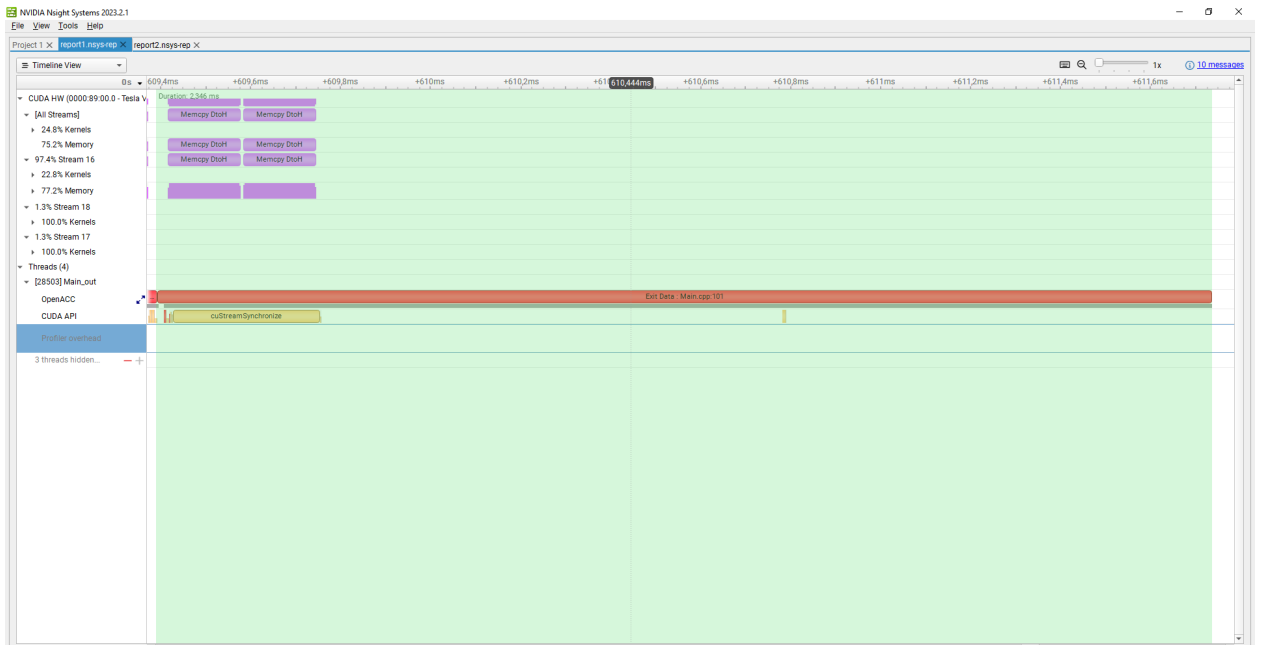 NVIDIA Nsight Systems 2023.2.1
File View Tools Help
Project 1 report1.nsys-rep report2.nsys-rep
Timeline View 1x 10 messages
0s 609,4ms +609,6ms +609,8ms +610ms +610,2ms 610,444ms +610,6ms +610,8ms +611ms +611,2ms +611,4ms +611,6ms
CUDA HW (0000:89:00.0 - Tesla V Duration: 2,346 ms
[All Streams] Memcpy DtoH Memcpy DtoH
24.8% Kernels
75.2% Memory Memcpy DtoH Memcpy DtoH
97.4% Stream 16 Memcpy DtoH Memcpy DtoH
22.8% Kernels
77.2% Memory
1.3% Stream 18
100.0% Kernels
1.3% Stream 17
100.0% Kernels
Threads (4)
[28503] Main_out
OpenACC Exit Data : Main.cpp:101
CUDA API cuStreamSynchronize
Profiler overhead
3 threads hidden...